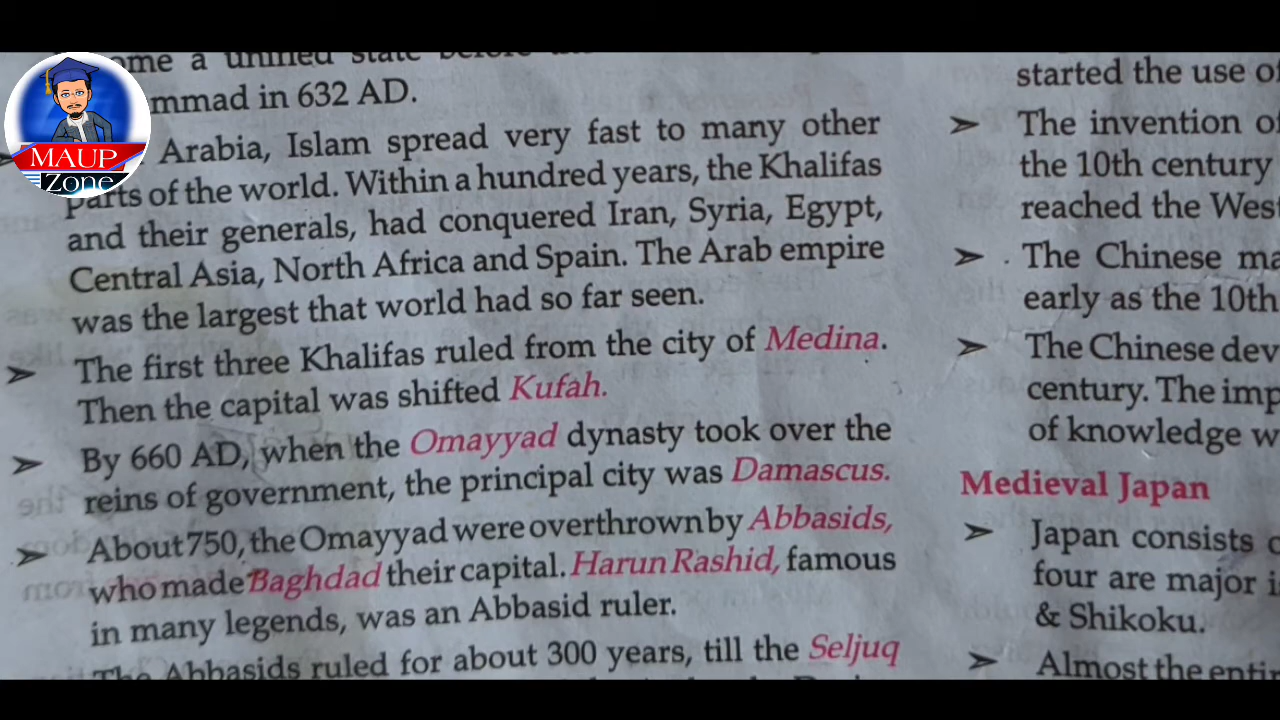 ome a unified state before
mmad in 632 AD.
Arabia, Islam spread very fast to many other
parts of the world. Within a hundred years, the Khalifas
and their generals, had conquered Iran, Syria, Egypt,
Central Asia, North Africa and Spain. The Arab empire
was the largest that world had so far seen.
➢ The first three Khalifas ruled from the city of Medina.
Then the capital was shifted Kufah.
➢ By 660 AD, when the Omayyad dynasty took over the
reins of government, the principal city was Damascus.
➢ About 750, the Omayyad were overthrown by Abbasids,
who made Baghdad their capital. Harun Rashid, famous
in many legends, was an Abbasid ruler.
The Abbasids ruled for about 300 years, till the Seljuq
started the use of
➢ The invention of
the 10th century
reached the West
➢ The Chinese ma
early as the 10th
➢ The Chinese dev
century. The imp
of knowledge w
Medieval Japan
➢ Japan consists
four are major i
& Shikoku.
➢ Almost the entir
MAUP
Zone